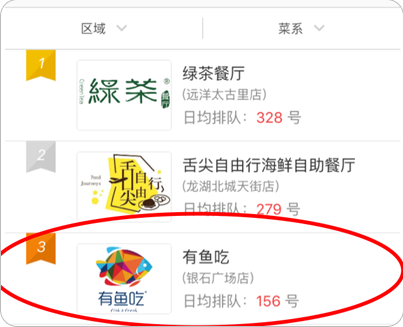 区域
菜系
1
Green Tea
綠茶®
餐厅
绿茶餐厅
(远洋太古里店)
日均排队：328 号
2
Food Journeys
舌尖自由行
舌尖自由行海鲜自助餐厅
(龙湖北城天街店)
日均排队：279 号
3
有鱼吃
有鱼吃
(银石广场店)
日均排队：156 号